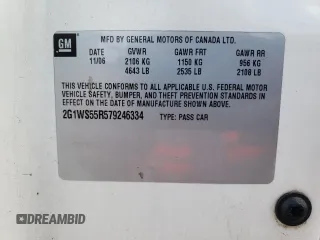 GM
MFD BY GENERAL MOTORS OF CANADA LTD.
DATE GVWR GAWR FRT GAWR RR
11/06 2106 KG 1150 KG 956 KG
4643 LB 2535 LB 2108 LB
THIS VEHICLE CONFORMS TO ALL APPLICABLE U.S. FEDERAL
MOTOR VEHICLE SAFETY, BUMPER, AND THEFT PREVENTION
STANDARDS IN EFFECT ON THE DATE OF MANUFACTURE SHOWN ABOVE.
2G1WS55R579246334 TYPE: PASS CAR
DREAMBID